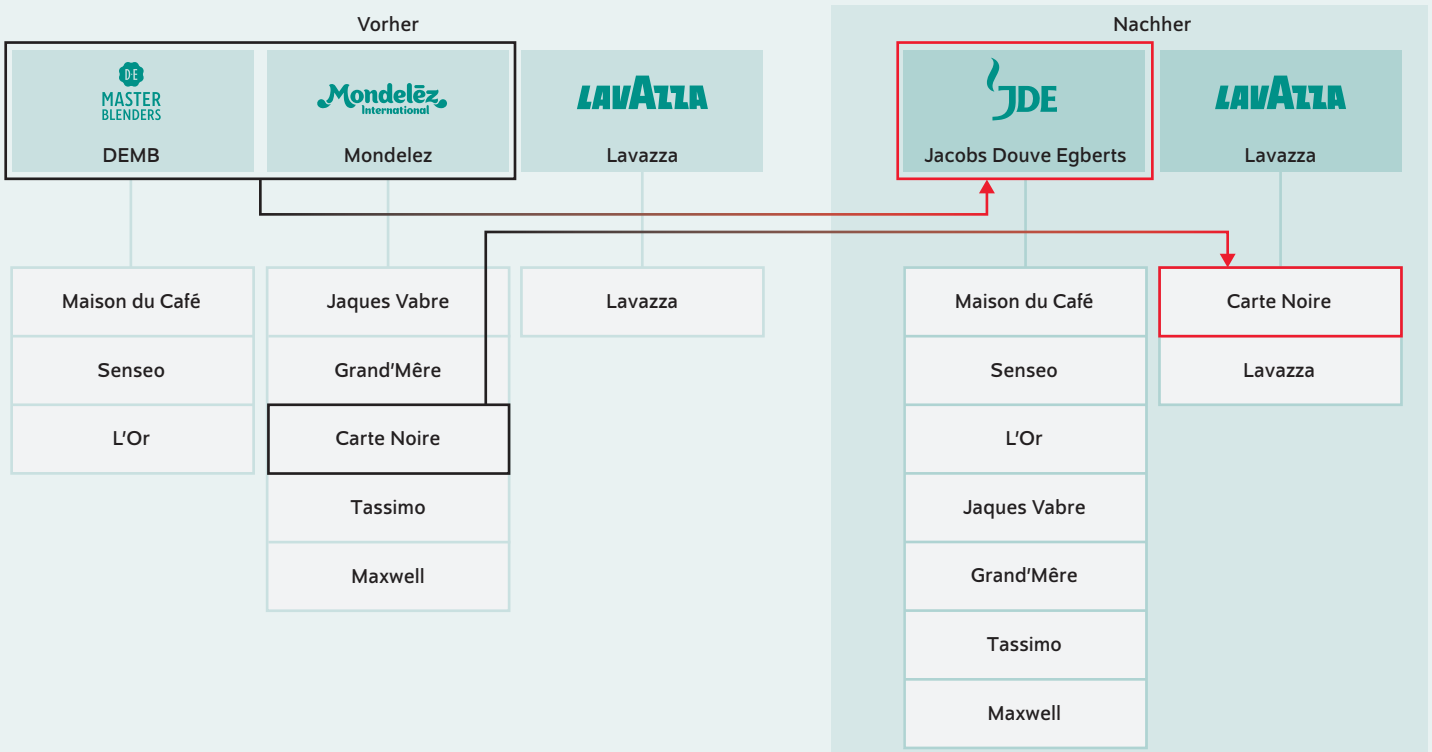 Vorher
DE
MASTER
BLENDERS
DEMB
Mondelēz
International
Mondelez
LAVAZZA
Lavazza
Maison du Café
Senseo
L'Or
Jaques Vabre
Grand'Mêre
Carte Noire
Tassimo
Maxwell
Lavazza
Nachher
JDE
Jacobs Douve Egberts
LAVAZZA
Lavazza
Maison du Café
Senseo
L'Or
Jaques Vabre
Grand'Mêre
Tassimo
Maxwell
Carte Noire
Lavazza